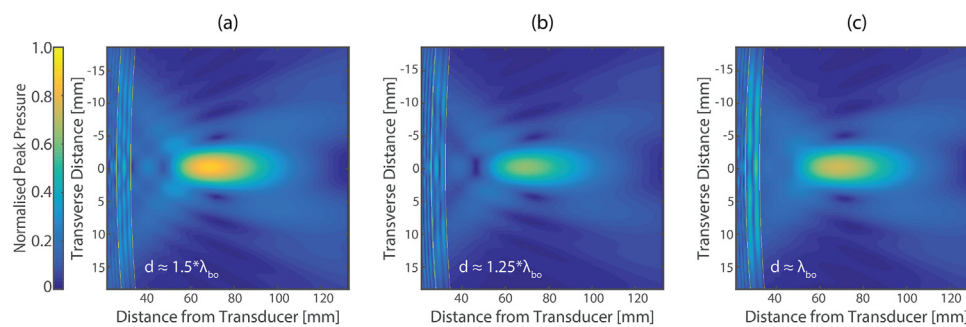 (a)
(b)
(c)
Normalised Peak Pressure
1.0
0.8
0.6
0.4
0.2
0
Transverse Distance [mm]
-15
-10
-5
0
5
10
15
d ≈ 1.5*λbo
40 60 80 100 120
Distance from Transducer [mm]
Transverse Distance [mm]
-15
-10
-5
0
5
10
15
d ≈ 1.25*λbo
40 60 80 100 120
Distance from Transducer [mm]
Transverse Distance [mm]
-15
-10
-5
0
5
10
15
d ≈ λbo
40 60 80 100 120
Distance from Transducer [mm]